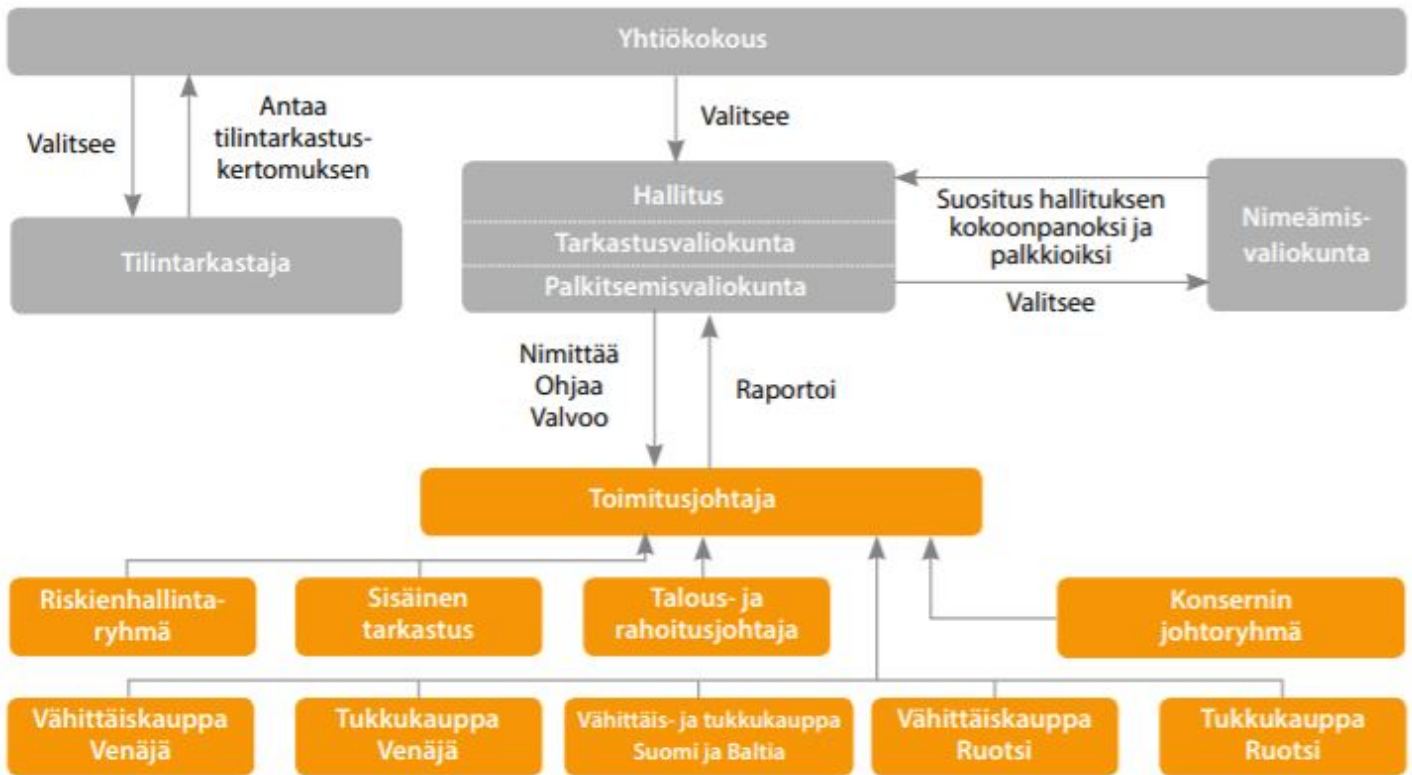 Yhtiökokous
Valitsee
Antaa
tilintarkastus-
kertomuksen
Valitsee
Tilintarkastaja
Hallitus
Tarkastusvaliokunta
Palkitsemisvaliokunta
Suositus hallituksen
kokoonpanoksi ja
palkkioiksi
Valitsee
Nimeämis-
valiokunta
Nimittää
Ohjaa
Valvoo
Raportoi
Toimitusjohtaja
Riskienhallinta-
ryhmä
Sisäinen
tarkastus
Talous- ja
rahoitusjohtaja
Konsernin
johtoryhmä
Vähittäiskauppa
Venäjä
Tukkukauppa
Venäjä
Vähittäis- ja tukkukauppa
Suomi ja Baltia
Vähittäiskauppa
Ruotsi
Tukkukauppa
Ruotsi